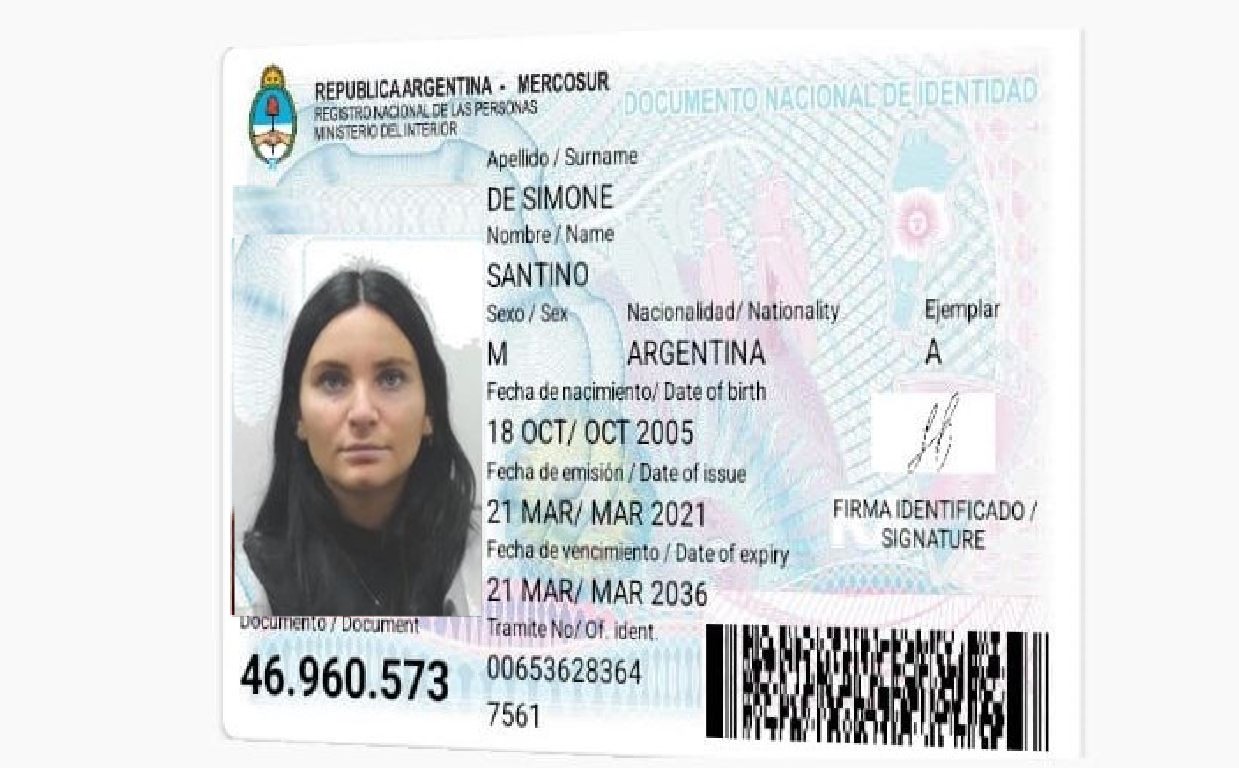 REPUBLICA ARGENTINA - MERCOSUR
REGISTRO NACIONAL DE LAS PERSONAS
MINISTERIO DEL INTERIOR
DOCUMENTO NACIONAL DE IDENTIDAD
Apellido / Surname
DE SIMONE
Nombre / Name
SANTINO
Sexo / Sex Nacionalidad/ Nationality Ejemplar
M ARGENTINA A
Fecha de nacimiento/ Date of birth
18 OCT/ OCT 2005
Fecha de emisión / Date of issue
21 MAR/ MAR 2021
FIRMA IDENTIFICADO /
SIGNATURE
Fecha de vencimiento / Date of expiry
21 MAR/ MAR 2036
Documento / Document
46.960.573
Tramite No/ Of. ident.
00653628364
7561